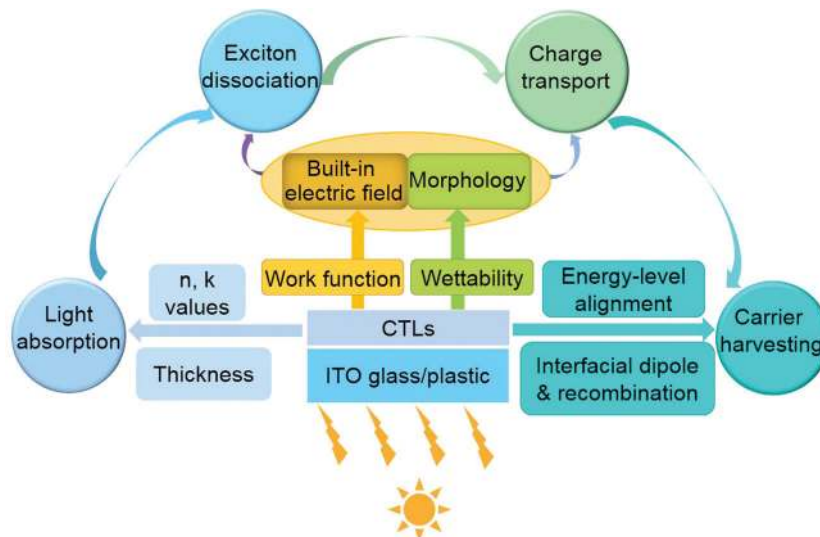 Exciton
dissociation
Charge
transport
Built-in
electric field
Morphology
n, k
values
Work function
Wettability
Energy-level
alignment
Light
absorption
CTLs
Carrier
harvesting
Thickness
ITO glass/plastic
Interfacial dipole
& recombination